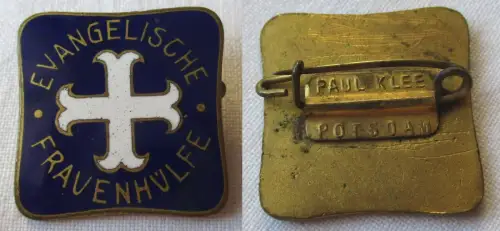 EVANGELISCHE
FRAUENHÜLFE
PAUL KLEE
POTSDAM